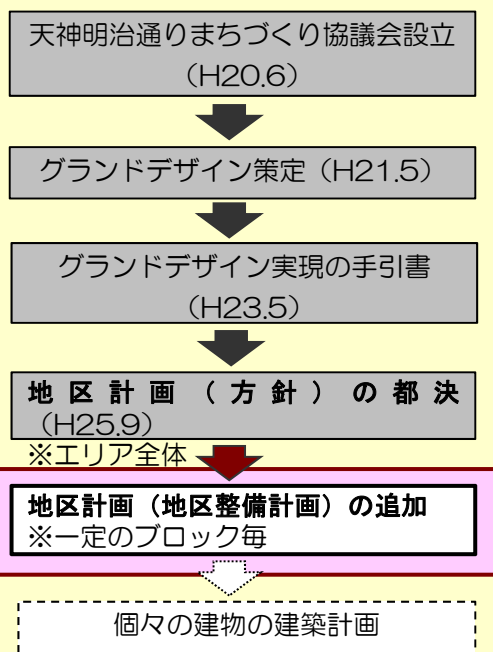 天神明治通りまちづくり協議会設立
（H20.6）
グランドデザイン策定（H21.5）
グランドデザイン実現の手引書
（H23.5）
地区計画（方針）の都決
（H25.9）
※エリア全体
地区計画（地区整備計画）の追加
※一定のブロック毎
個々の建物の建築計画